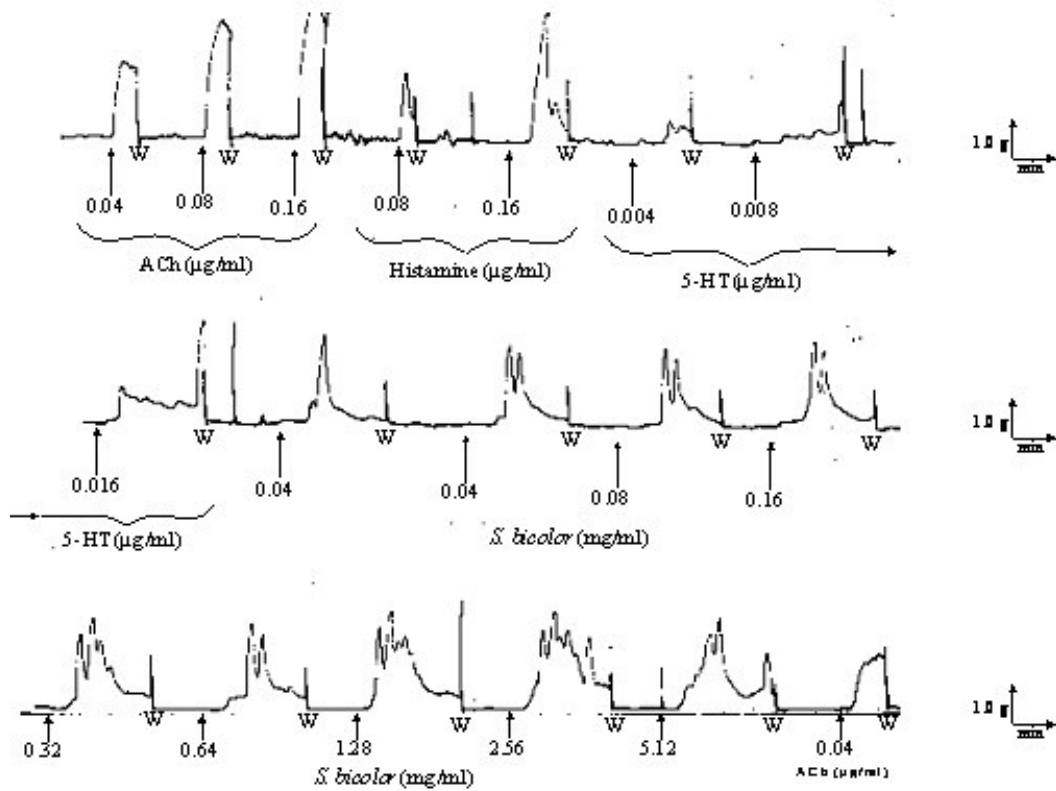 W W W W W W W
0.04 0.08 0.16 0.08 0.16 0.004 0.008
ACh (µg/ml) Histamine (µg/ml) 5-HT (µg/ml)
1.0 g
min
W W W W W
0.016 0.04 0.04 0.08 0.16
5-HT (µg/ml) S. bicolor (mg/ml)
1.0 g
min
W W W W W W
0.32 0.64 1.28 2.56 5.12 0.04
S. bicolor (mg/ml) ACh (µg/ml)
1.0 g
min